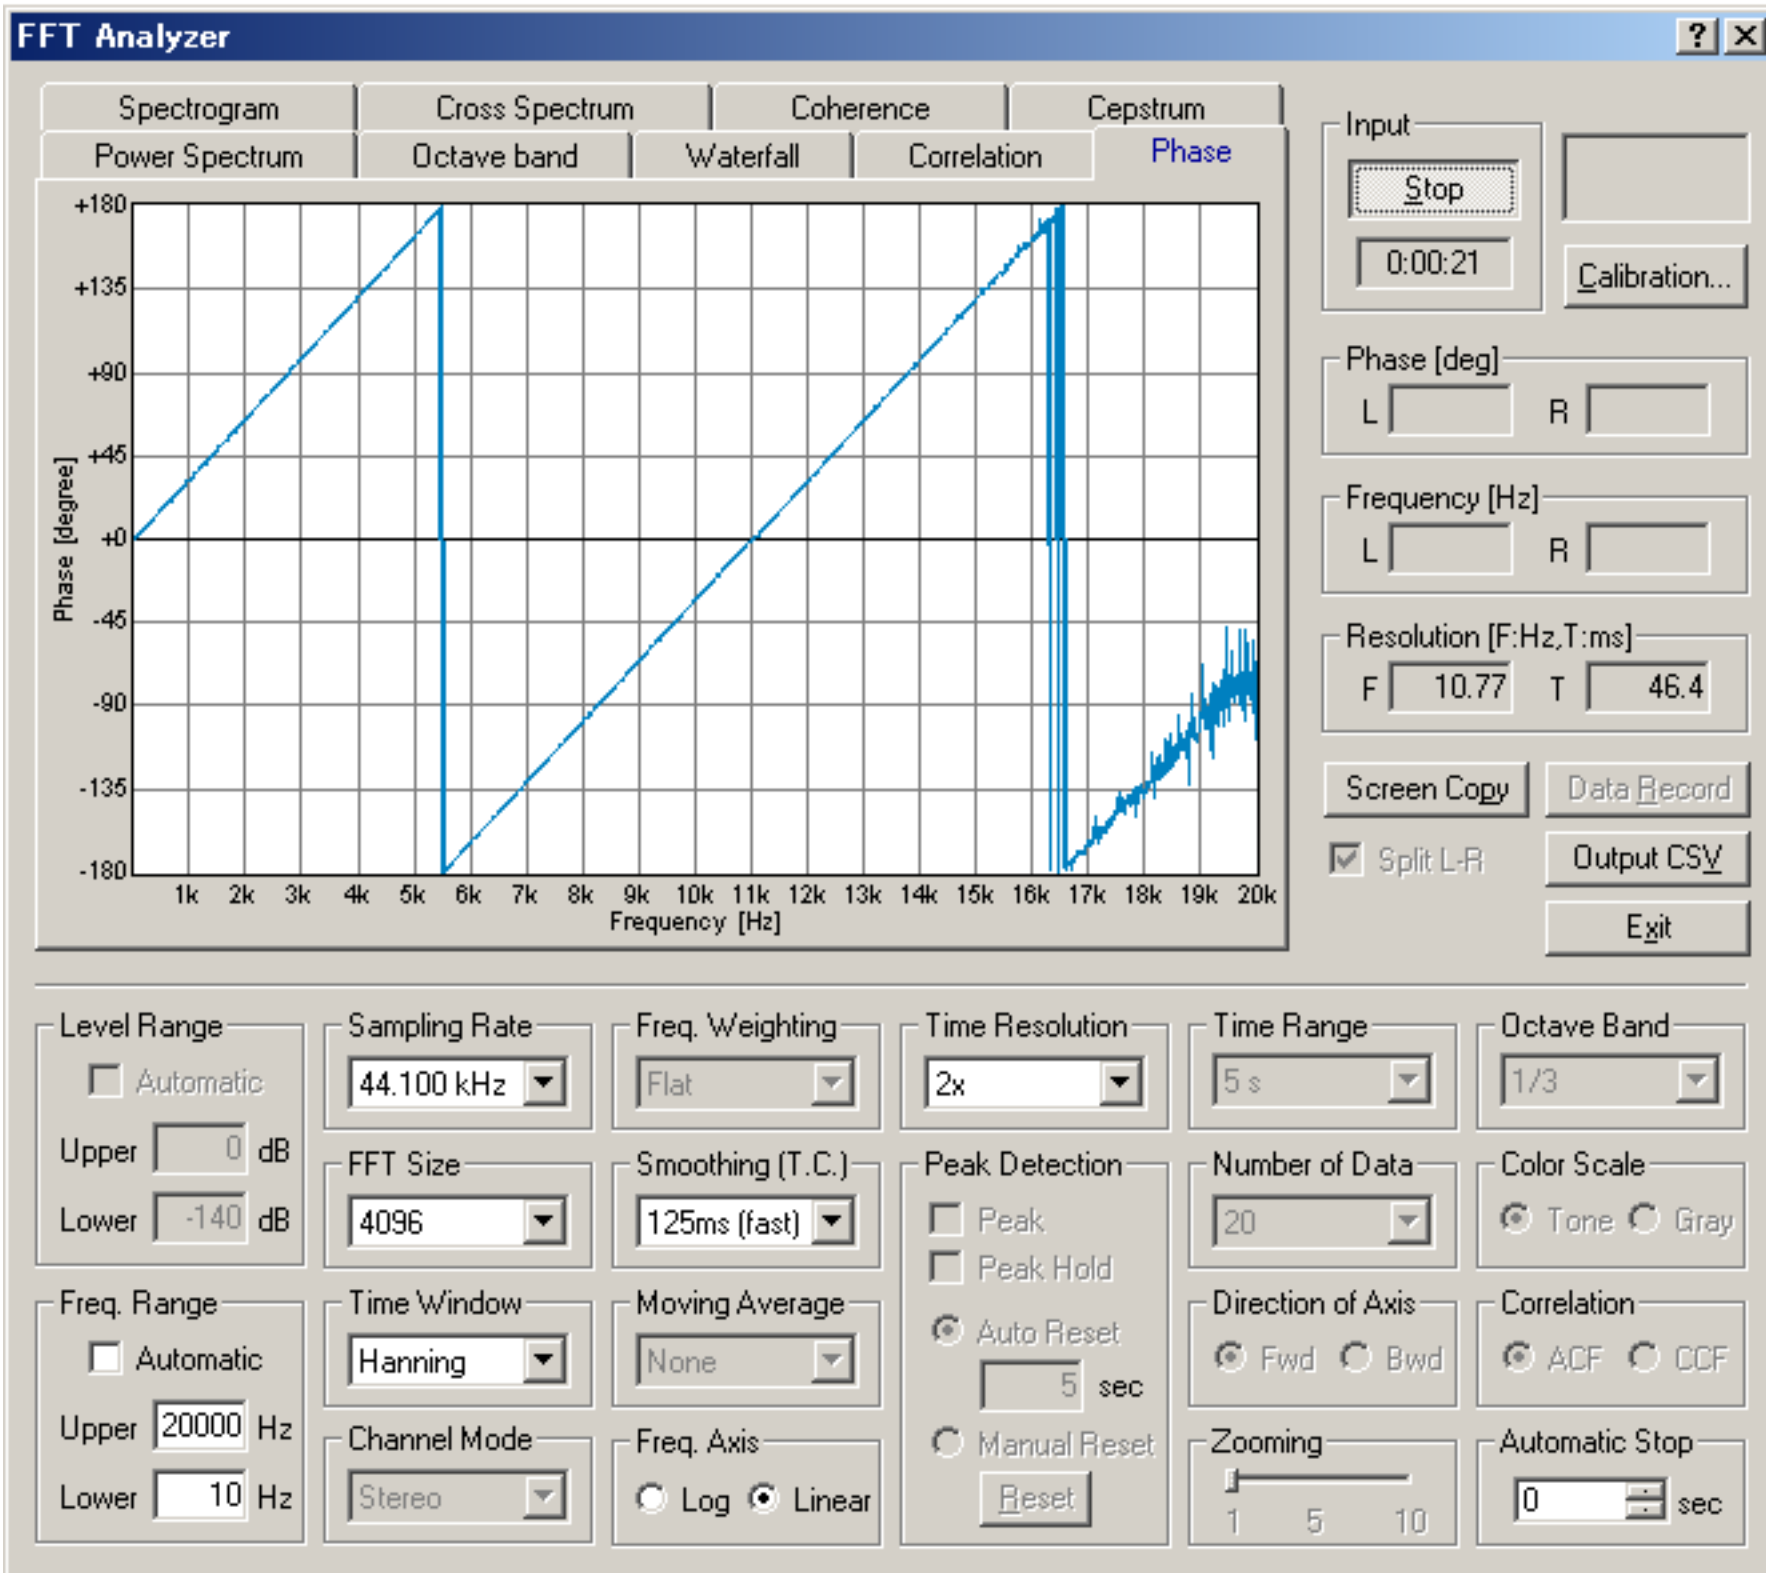 FFT Analyzer
Spectrogram Cross Spectrum Coherence Cepstrum
Power Spectrum Octave band Waterfall Correlation Phase
+180
+135
+90
+45
+0
-45
-90
-135
-180
Phase [degree]
1k 2k 3k 4k 5k 6k 7k 8k 9k 10k 11k 12k 13k 14k 15k 16k 17k 18k 19k 20k
Frequency [Hz]
Input
Stop
0:00:21
Calibration...
Phase [deg]
L R
Frequency [Hz]
L R
Resolution [F:Hz,T:ms]
F 10.77 T 46.4
Screen Copy Data Record
Split L-R Output CSV
Exit
Level Range
Automatic
Upper 0 dB
Lower -140 dB
Freq. Range
Automatic
Upper 20000 Hz
Lower 10 Hz
Sampling Rate
44.100 kHz
FFT Size
4096
Time Window
Hanning
Channel Mode
Stereo
Freq. Weighting
Flat
Smoothing (T.C.)
125ms (fast)
Moving Average
None
Freq. Axis
Log Linear
Time Resolution
2x
Peak Detection
Peak
Peak Hold
Auto Reset
5 sec
Manual Reset
Reset
Time Range
5 s
Number of Data
20
Direction of Axis
Fwd Bwd
Zooming
1 5 10
Octave Band
1/3
Color Scale
Tone Gray
Correlation
ACF CCF
Automatic Stop
0 sec